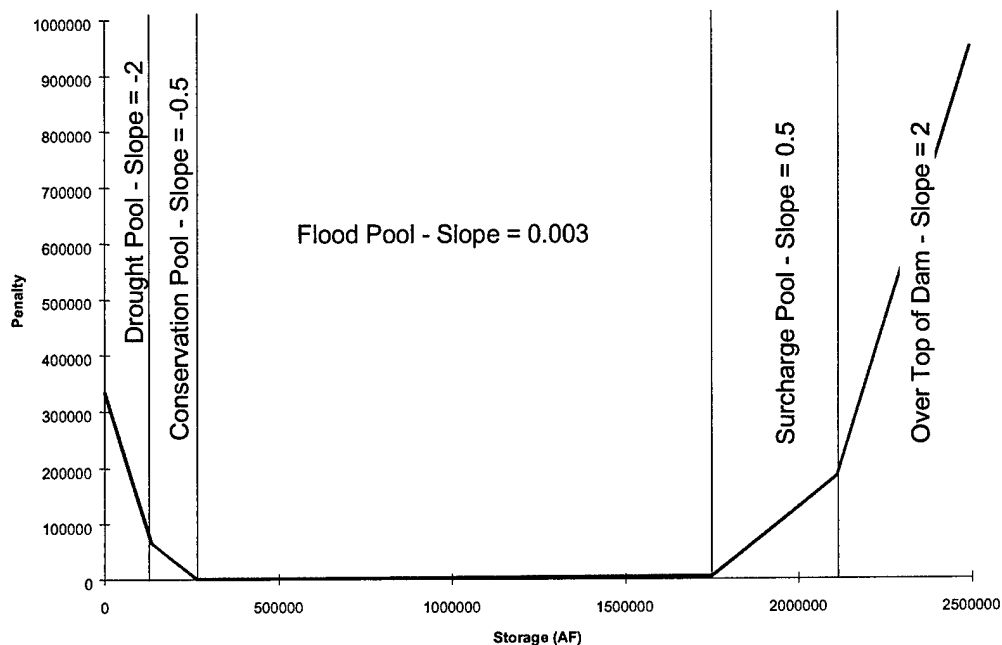 1000000
900000
800000
700000
600000
500000
400000
300000
200000
100000
0
Penalty
Drought Pool - Slope = -2
Conservation Pool - Slope = -0.5
Flood Pool - Slope = 0.003
Surcharge Pool - Slope = 0.5
Over Top of Dam - Slope = 2
0 500000 1000000 1500000 2000000 2500000
Storage (AF)